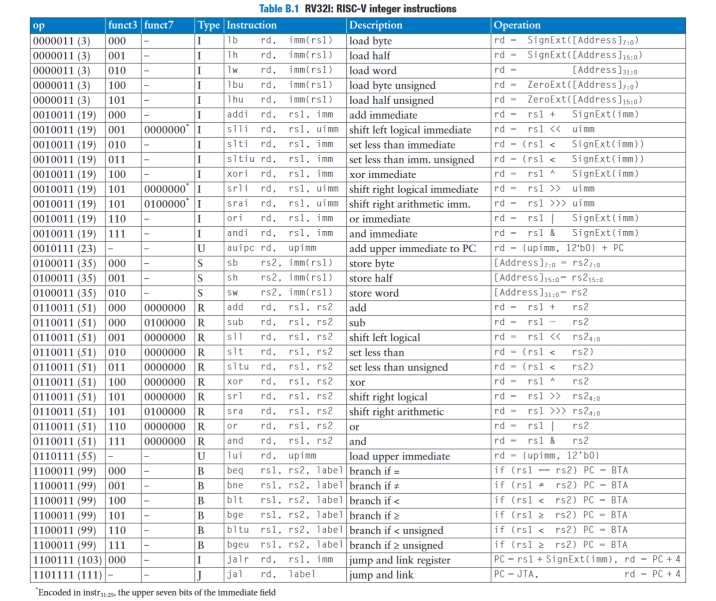 Table B.1 RV32I: RISC-V integer instructions
op funct3 funct7 Type Instruction Description Operation
0000011 (3) 000 – I lb rd, imm(rs1) load byte rd = SignExt([Address]7:0)
0000011 (3) 001 – I lh rd, imm(rs1) load half rd = SignExt([Address]15:0)
0000011 (3) 010 – I lw rd, imm(rs1) load word rd = [Address]31:0
0000011 (3) 100 – I lbu rd, imm(rs1) load byte unsigned rd = ZeroExt([Address]7:0)
0000011 (3) 101 – I lhu rd, imm(rs1) load half unsigned rd = ZeroExt([Address]15:0)
0010011 (19) 000 – I addi rd, rs1, imm add immediate rd = rs1 + SignExt(imm)
0010011 (19) 001 0000000* I slli rd, rs1, uimm shift left logical immediate rd = rs1 << uimm
0010011 (19) 010 – I slti rd, rs1, imm set less than immediate rd = (rs1 < SignExt(imm))
0010011 (19) 011 – I sltiu rd, rs1, imm set less than imm. unsigned rd = (rs1 < SignExt(imm))
0010011 (19) 100 – I xori rd, rs1, imm xor immediate rd = rs1 ^ SignExt(imm)
0010011 (19) 101 0000000* I srli rd, rs1, uimm shift right logical immediate rd = rs1 >> uimm
0010011 (19) 101 0100000* I srai rd, rs1, uimm shift right arithmetic imm. rd = rs1 >>> uimm
0010011 (19) 110 – I ori rd, rs1, imm or immediate rd = rs1 | SignExt(imm)
0010011 (19) 111 – I andi rd, rs1, imm and immediate rd = rs1 & SignExt(imm)
0010111 (23) – – U auipc rd, upimm add upper immediate to PC rd = {upimm, 12'b0} + PC
0100011 (35) 000 – S sb rs2, imm(rs1) store byte [Address]7:0 = rs27:0
0100011 (35) 001 – S sh rs2, imm(rs1) store half [Address]15:0 = rs215:0
0100011 (35) 010 – S sw rs2, imm(rs1) store word [Address]31:0 = rs2
0110011 (51) 000 0000000 R add rd, rs1, rs2 add rd = rs1 + rs2
0110011 (51) 000 0100000 R sub rd, rs1, rs2 sub rd = rs1 – rs2
0110011 (51) 001 0000000 R sll rd, rs1, rs2 shift left logical rd = rs1 << rs24:0
0110011 (51) 010 0000000 R slt rd, rs1, rs2 set less than rd = (rs1 < rs2)
0110011 (51) 011 0000000 R sltu rd, rs1, rs2 set less than unsigned rd = (rs1 < rs2)
0110011 (51) 100 0000000 R xor rd, rs1, rs2 xor rd = rs1 ^ rs2
0110011 (51) 101 0000000 R srl rd, rs1, rs2 shift right logical rd = rs1 >> rs24:0
0110011 (51) 101 0100000 R sra rd, rs1, rs2 shift right arithmetic rd = rs1 >>> rs24:0
0110011 (51) 110 0000000 R or rd, rs1, rs2 or rd = rs1 | rs2
0110011 (51) 111 0000000 R and rd, rs1, rs2 and rd = rs1 & rs2
0110111 (55) – – U lui rd, upimm load upper immediate rd = {upimm, 12'b0}
1100011 (99) 000 – B beq rs1, rs2, label branch if = if (rs1 == rs2) PC = BTA
1100011 (99) 001 – B bne rs1, rs2, label branch if ≠ if (rs1 ≠ rs2) PC = BTA
1100011 (99) 100 – B blt rs1, rs2, label branch if < if (rs1 < rs2) PC = BTA
1100011 (99) 101 – B bge rs1, rs2, label branch if ≥ if (rs1 ≥ rs2) PC = BTA
1100011 (99) 110 – B bltu rs1, rs2, label branch if < unsigned if (rs1 < rs2) PC = BTA
1100011 (99) 111 – B bgeu rs1, rs2, label branch if ≥ unsigned if (rs1 ≥ rs2) PC = BTA
1100111 (103) 000 – I jalr rd, rs1, imm jump and link register PC = rs1 + SignExt(imm), rd = PC + 4
1101111 (111) – – J jal rd, label jump and link PC = JTA, rd = PC + 4
*Encoded in instr31:25, the upper seven bits of the immediate field